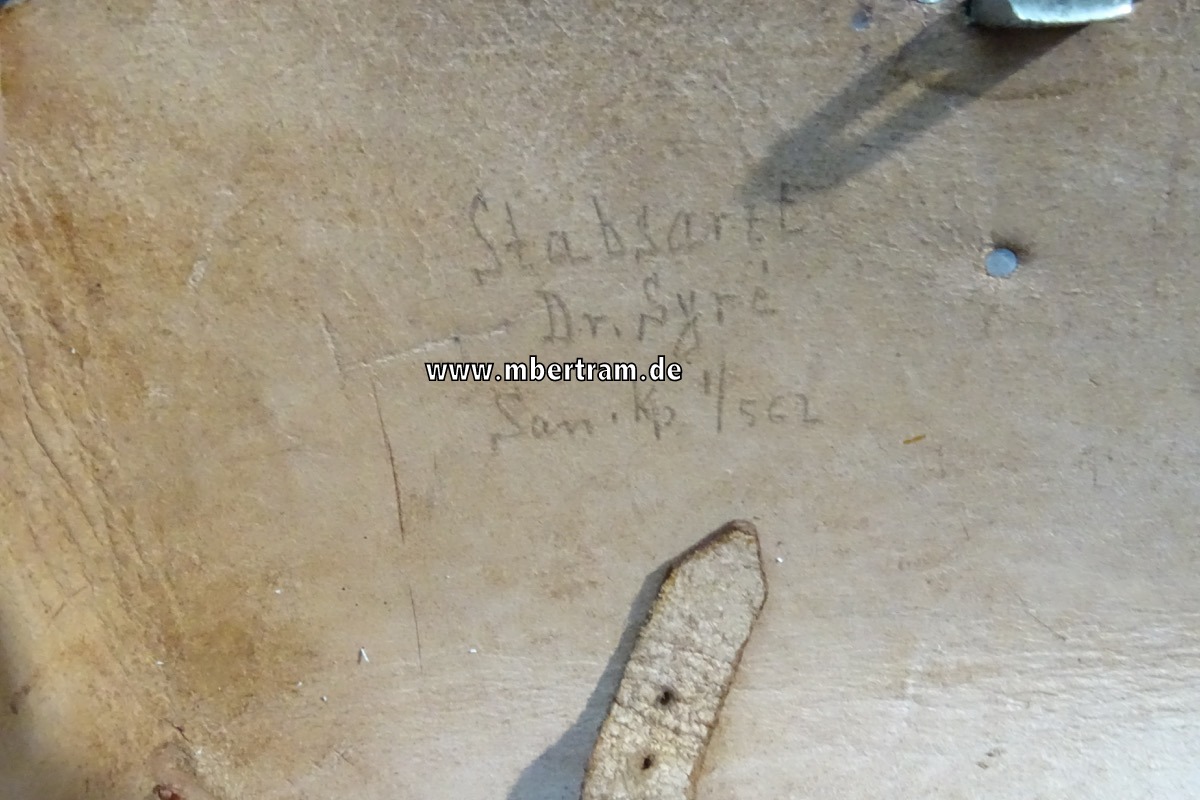 Stabsarzt
Dr. Syré
www.mbertram.de
San. Kp. 1/562